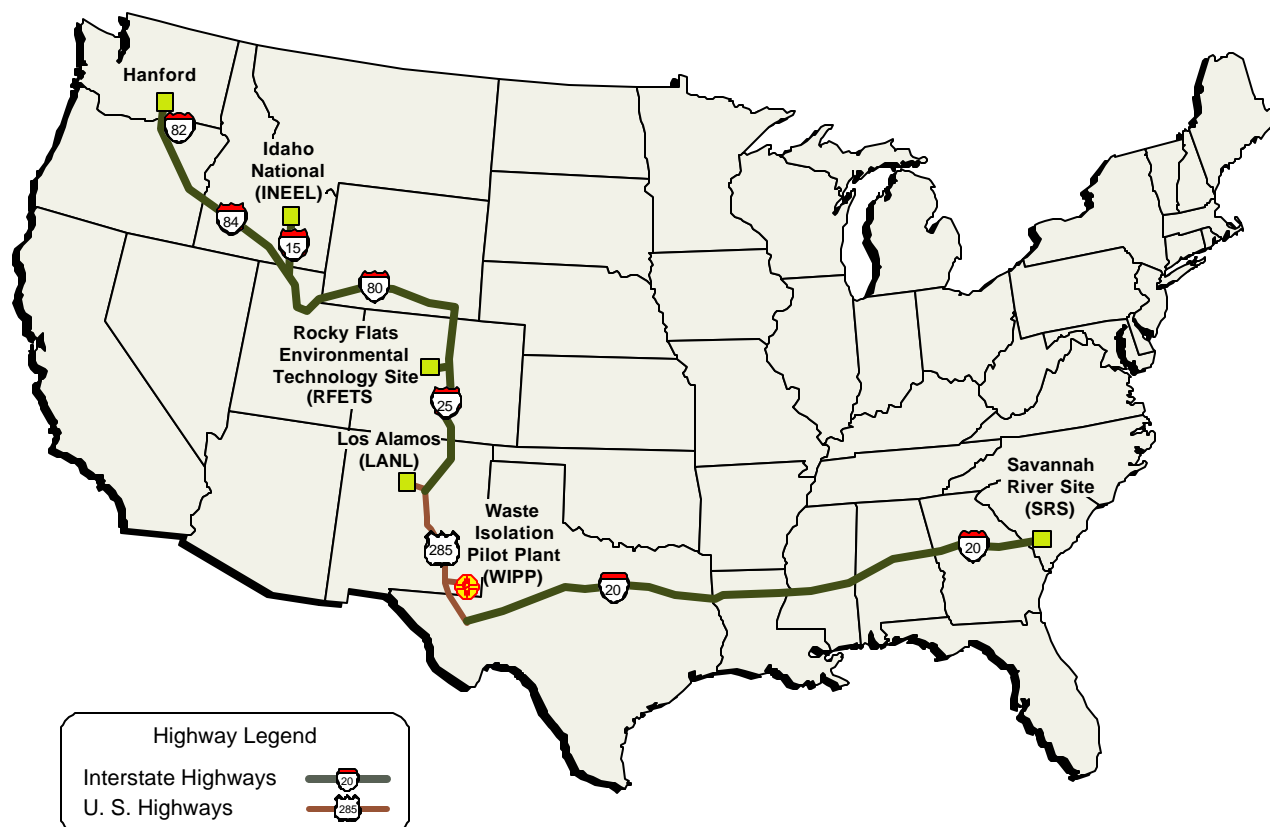 Hanford
82
Idaho
National
(INEEL)
84
15
80
Rocky Flats
Environmental
Technology Site
(RFETS
25
Los Alamos
(LANL)
Waste
Isolation
Pilot Plant
(WIPP)
285
20
20
Savannah
River Site
(SRS)
Highway Legend
Interstate Highways 20
U. S. Highways 285